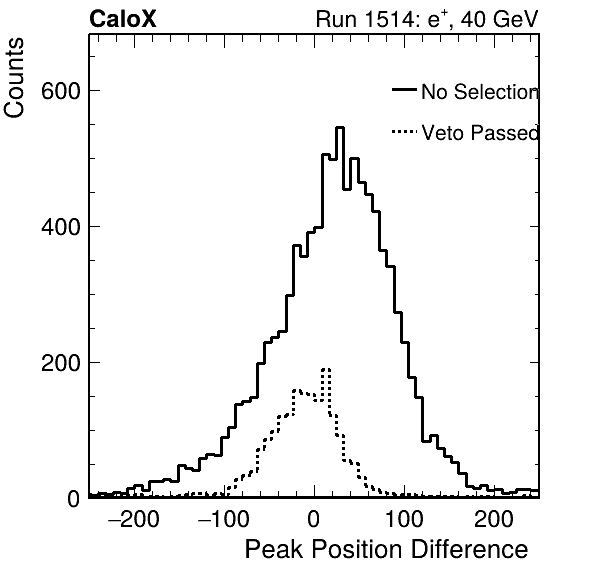 CaloX
Run 1514: e⁺, 40 GeV
Counts
600
400
200
0
No Selection
Veto Passed
−200
−100
0
100
200
Peak Position Difference